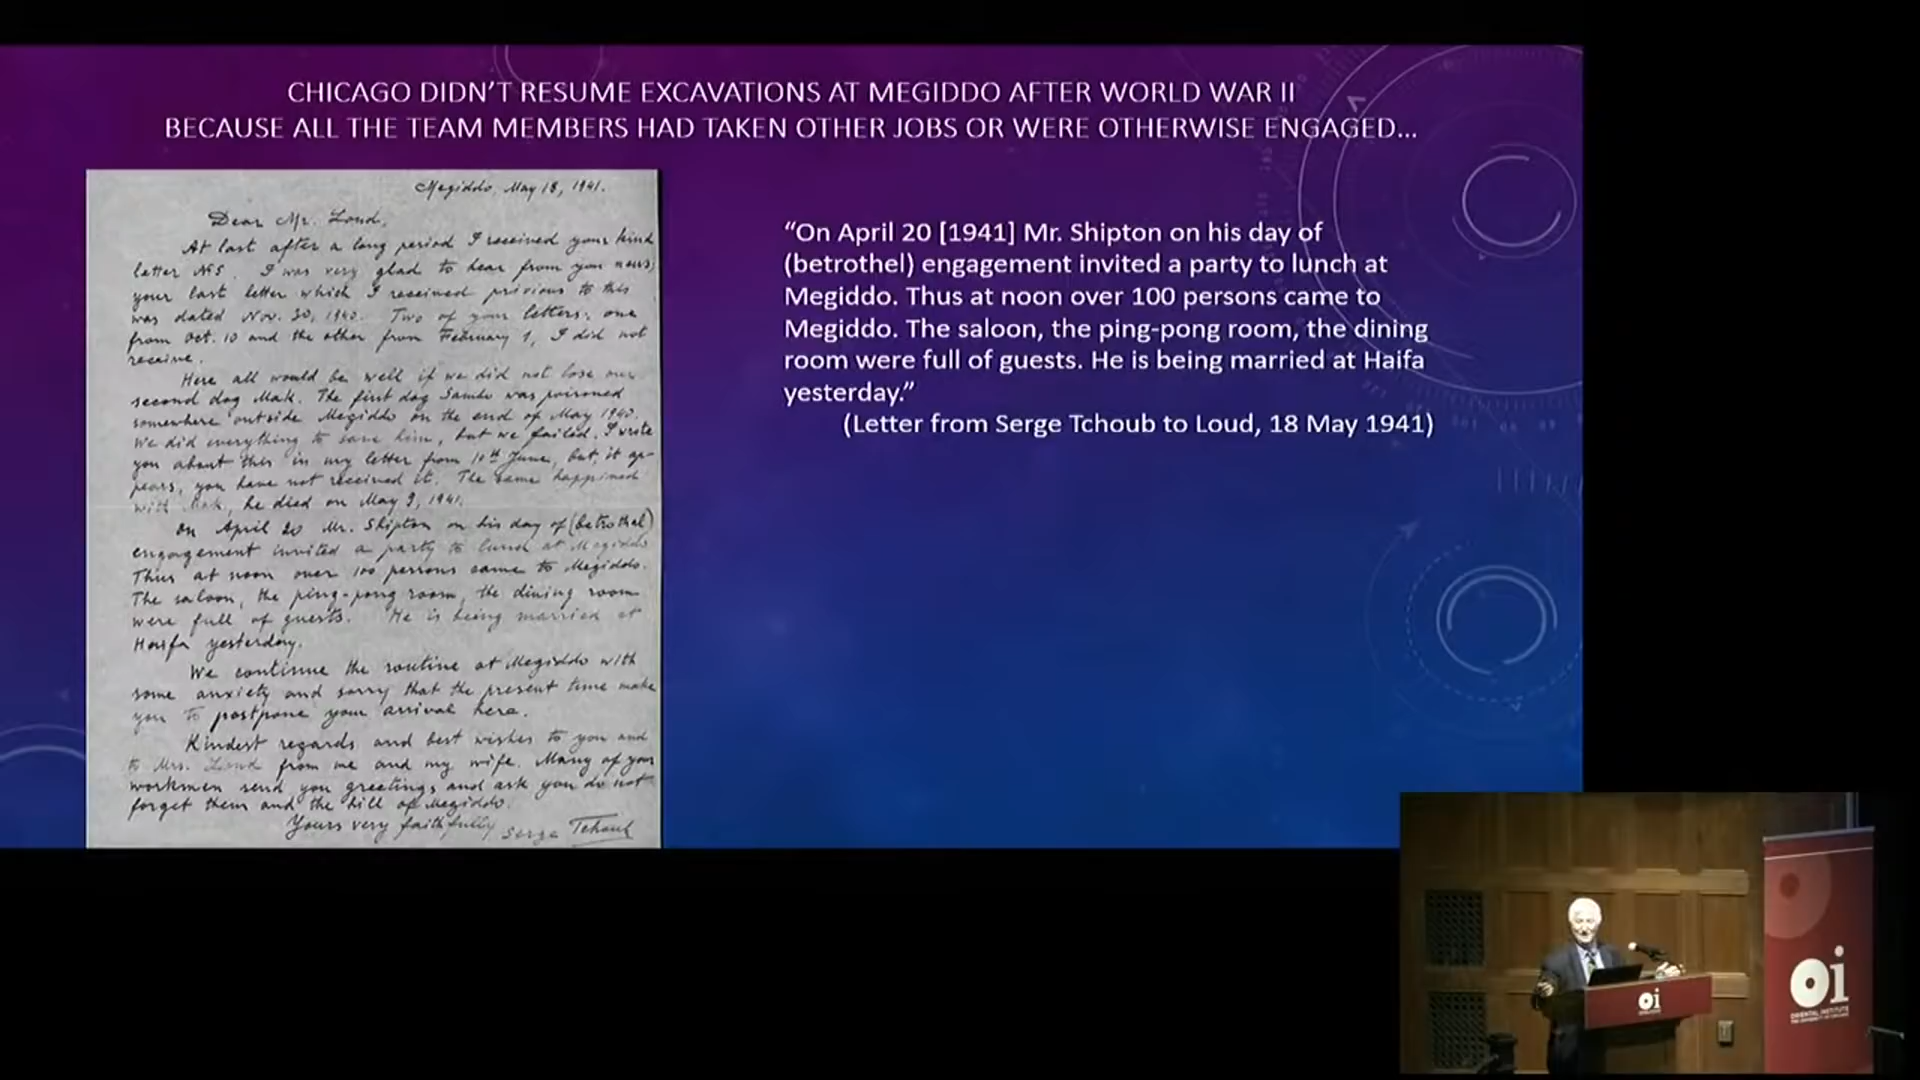 CHICAGO DIDN'T RESUME EXCAVATIONS AT MEGIDDO AFTER WORLD WAR II
BECAUSE ALL THE TEAM MEMBERS HAD TAKEN OTHER JOBS OR WERE OTHERWISE ENGAGED...
Megiddo, May 18, 1941.
Dear Mr. Loud,
At last after a long period I received your kind
letter N5. I was very glad to hear from you news;
your last letter which I received privious to this
was dated Nov. 30, 1940. Two of your letters: one
from Oct. 10 and the other from February 1, I did not
receive.
Here all would be well if we did not lose our
second dog Mak. The first dog Sambo was poisoned
somewhere outside Megiddo on the end of May 1940.
We did everything to save him, but we failed. I write
you about this in my letter from 10th June, but, it ap-
pears, you have not received it. The same happined
with Mak, he died on May 9, 1941.
On April 20 Mr. Shipton on his day of (betrothal)
engagement invited a party to lunch at Megiddo
Thus at noon over 100 persons came to Megiddo.
The saloon, the ping-pong room, the dining room
were full of guests. He is being married at
Haifa yesterday.
We continue the routine at Megiddo with
some anxiety and sorry that the present time make
you to postpone your arrival here.
Kindest regards and best wishes to you and
to Mrs. Loud from me and my wife. Many of your
workmen send you greetings and ask you do not
forget them and the hill of Megiddo.
Yours very faithfully Serge Tchoub
“On April 20 [1941] Mr. Shipton on his day of
(betrothel) engagement invited a party to lunch at
Megiddo. Thus at noon over 100 persons came to
Megiddo. The saloon, the ping-pong room, the dining
room were full of guests. He is being married at Haifa
yesterday.”
(Letter from Serge Tchoub to Loud, 18 May 1941)
oi
oi
ORIENTAL INSTITUTE
THE UNIVERSITY OF CHICAGO